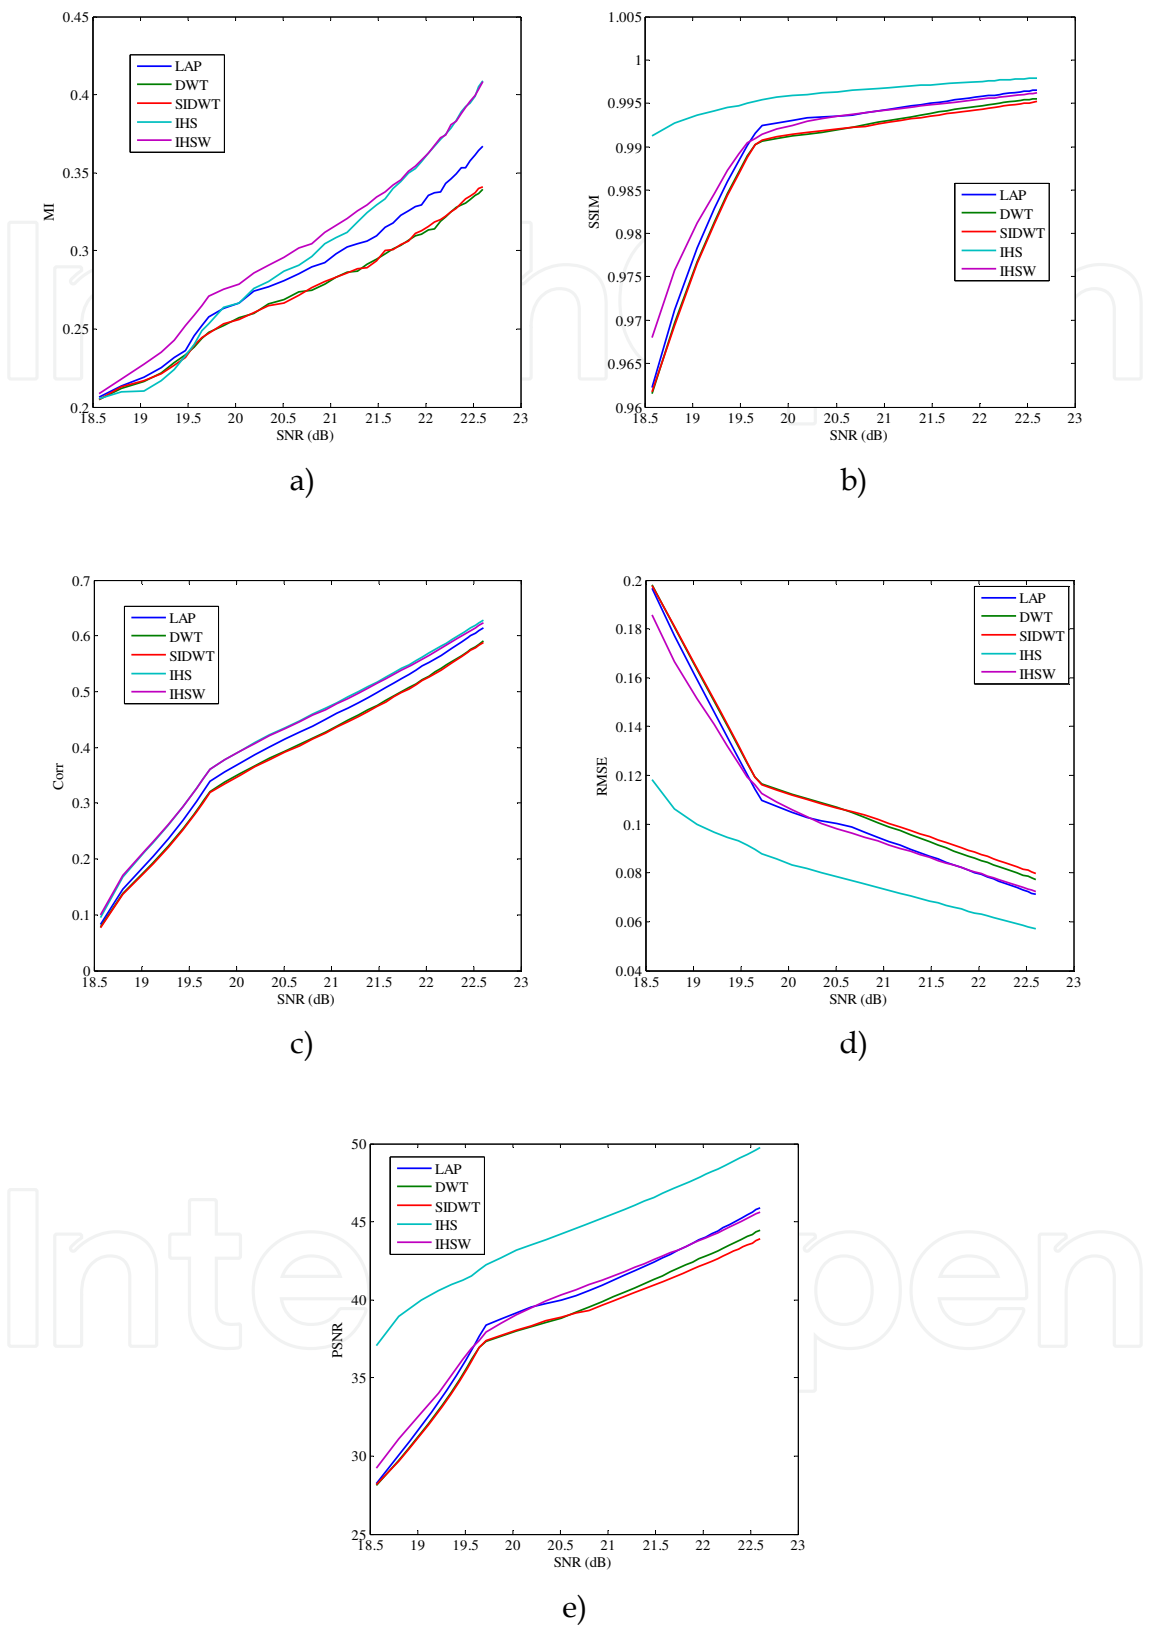 0.45
0.4
0.35
0.3
0.25
0.2
MI
LAP
DWT
SIDWT
IHS
IHSW
18.5 19 19.5 20 20.5 21 21.5 22 22.5 23
SNR (dB)
a)
1.005
1
0.995
0.99
0.985
0.98
0.975
0.97
0.965
0.96
SSIM
LAP
DWT
SIDWT
IHS
IHSW
18.5 19 19.5 20 20.5 21 21.5 22 22.5 23
SNR (dB)
b)
0.7
0.6
0.5
0.4
0.3
0.2
0.1
0
Corr
LAP
DWT
SIDWT
IHS
IHSW
18.5 19 19.5 20 20.5 21 21.5 22 22.5 23
SNR (dB)
c)
0.2
0.18
0.16
0.14
0.12
0.1
0.08
0.06
0.04
RMSE
LAP
DWT
SIDWT
IHS
IHSW
18.5 19 19.5 20 20.5 21 21.5 22 22.5 23
SNR (dB)
d)
50
45
40
35
30
25
PSNR
LAP
DWT
SIDWT
IHS
IHSW
18.5 19 19.5 20 20.5 21 21.5 22 22.5 23
SNR (dB)
e)